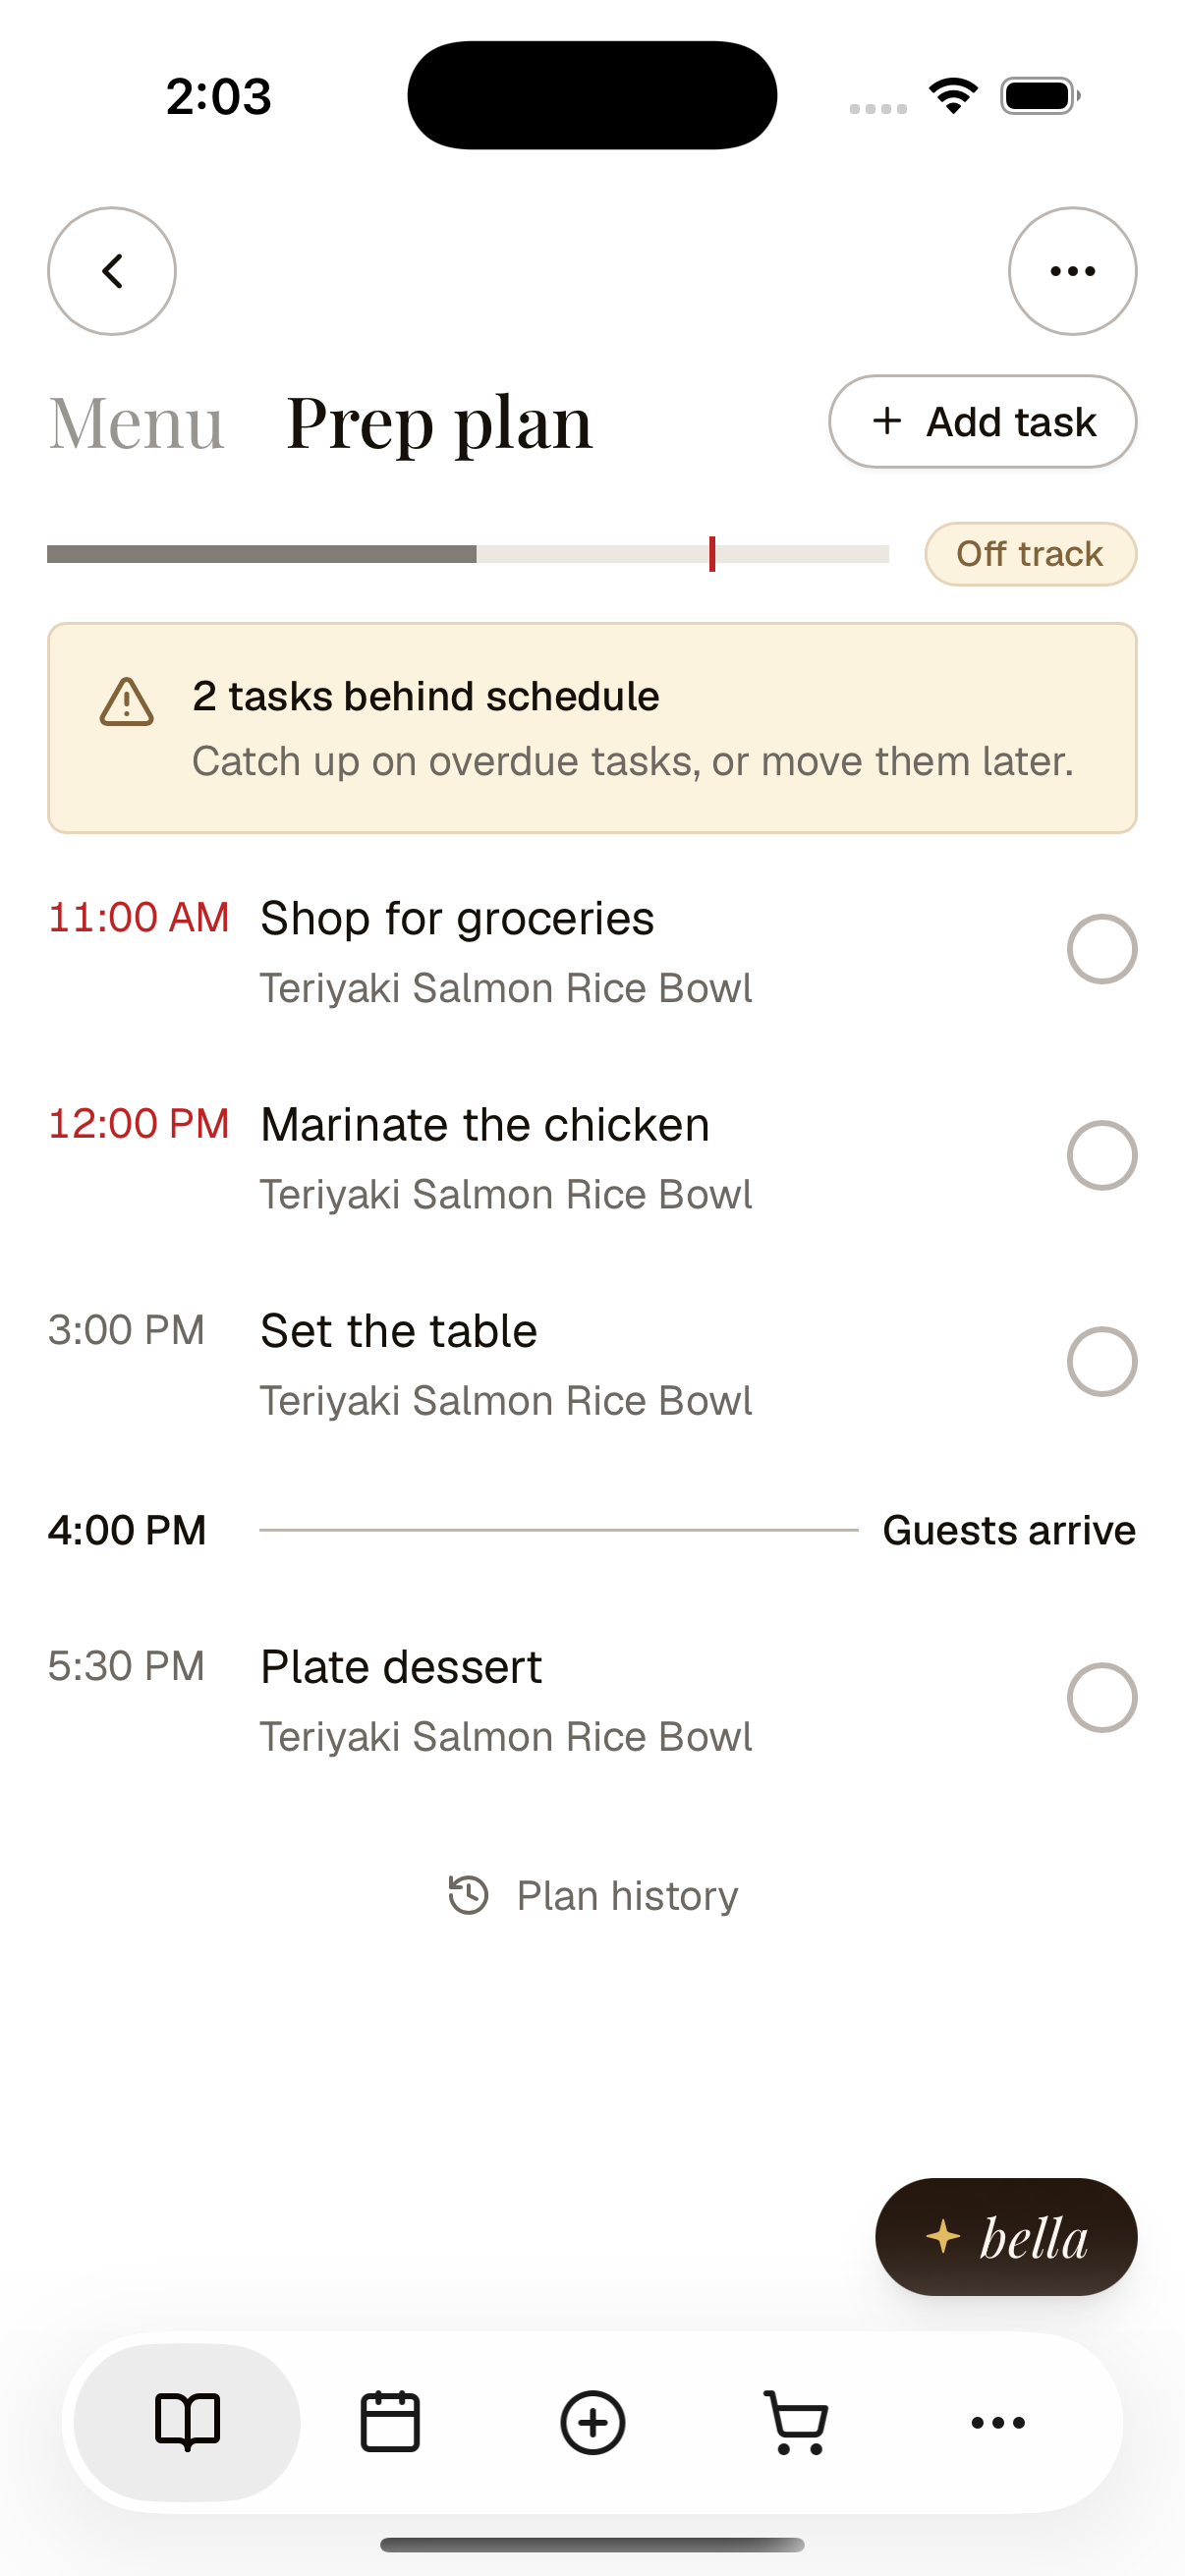 2:03
Menu Prep plan + Add task
Off track
2 tasks behind schedule
Catch up on overdue tasks, or move them later.
11:00 AM Shop for groceries
Teriyaki Salmon Rice Bowl
12:00 PM Marinate the chicken
Teriyaki Salmon Rice Bowl
3:00 PM Set the table
Teriyaki Salmon Rice Bowl
4:00 PM Guests arrive
5:30 PM Plate dessert
Teriyaki Salmon Rice Bowl
Plan history
bella